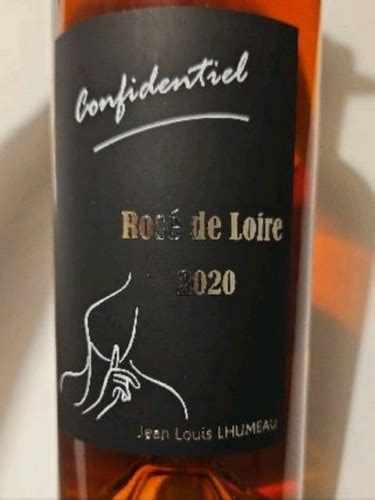 Confidentiel
Rosé de Loire
2020
Jean Louis LHUMEAU